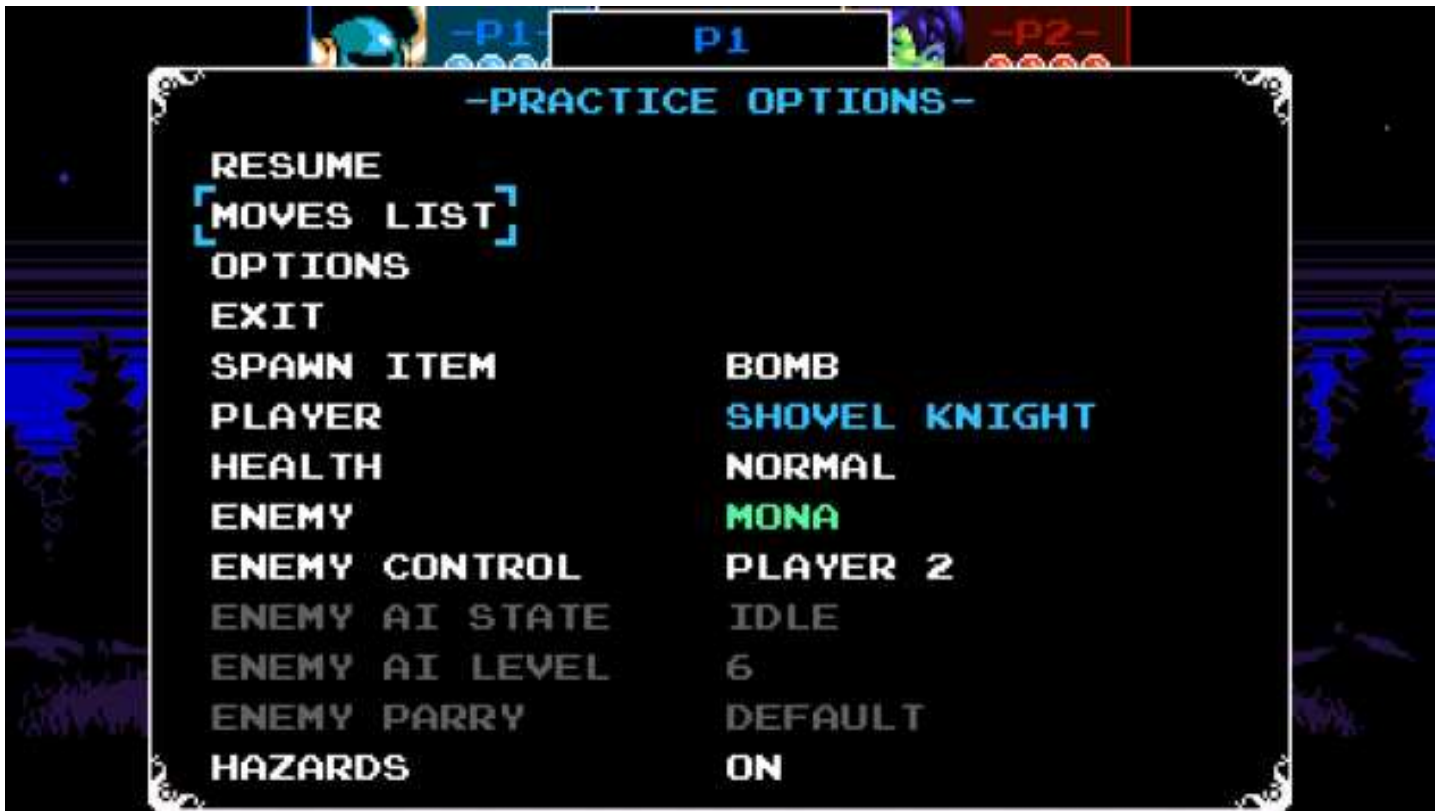 -P1-
P1
-P2-
-PRACTICE OPTIONS-
RESUME
MOVES LIST
OPTIONS
EXIT
SPAWN ITEM BOMB
PLAYER SHOVEL KNIGHT
HEALTH NORMAL
ENEMY MONA
ENEMY CONTROL PLAYER 2
ENEMY AI STATE IDLE
ENEMY AI LEVEL 6
ENEMY PARRY DEFAULT
HAZARDS ON